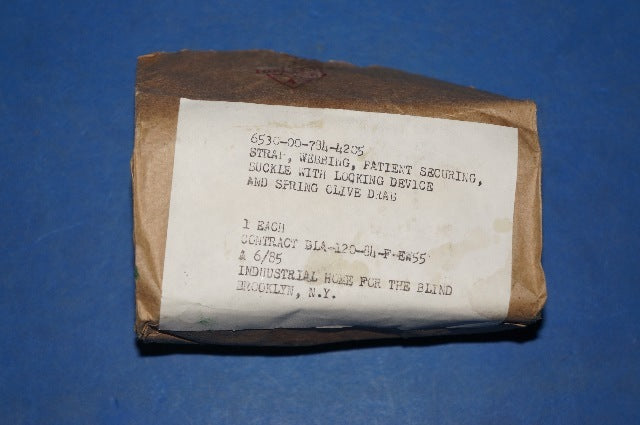 6530-00-784-4205
STRAP, WEBBING, PATIENT SECURING,
BUCKLE WITH LOCKING DEVICE
AND SPRING OLIVE DRAB
1 EACH
CONTRACT DLA-120-84-F-EW55
A 6/85
INDHUSTRIAL HOME FOR THE BLIND
BROOKLYN, N.Y.